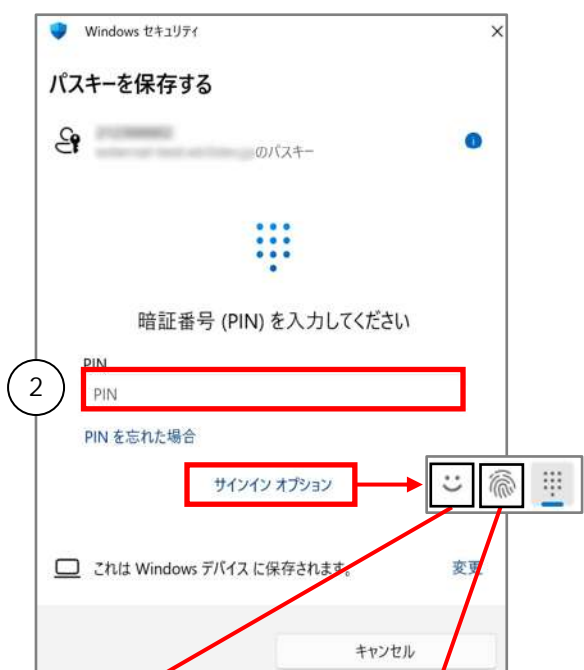 Windows セキュリティ
パスキーを保存する
のパスキー
暗証番号 (PIN) を入力してください
PIN
2
PIN
PIN を忘れた場合
サインイン オプション
これは Windows デバイス に保存されます。
変更
キャンセル